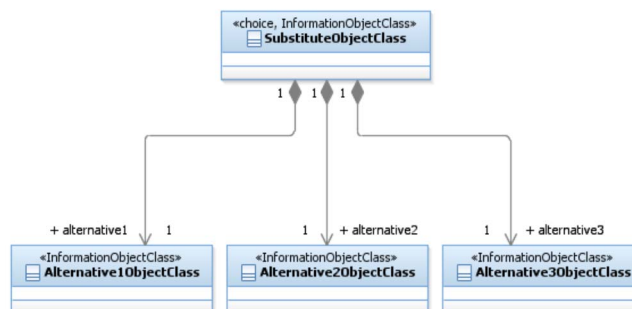 «choice, InformationObjectClass»
SubstituteObjectClass
1 1 1
+ alternative1 1 1 + alternative2 1 + alternative3
«InformationObjectClass» «InformationObjectClass» «InformationObjectClass»
Alternative1ObjectClass Alternative2ObjectClass Alternative3ObjectClass